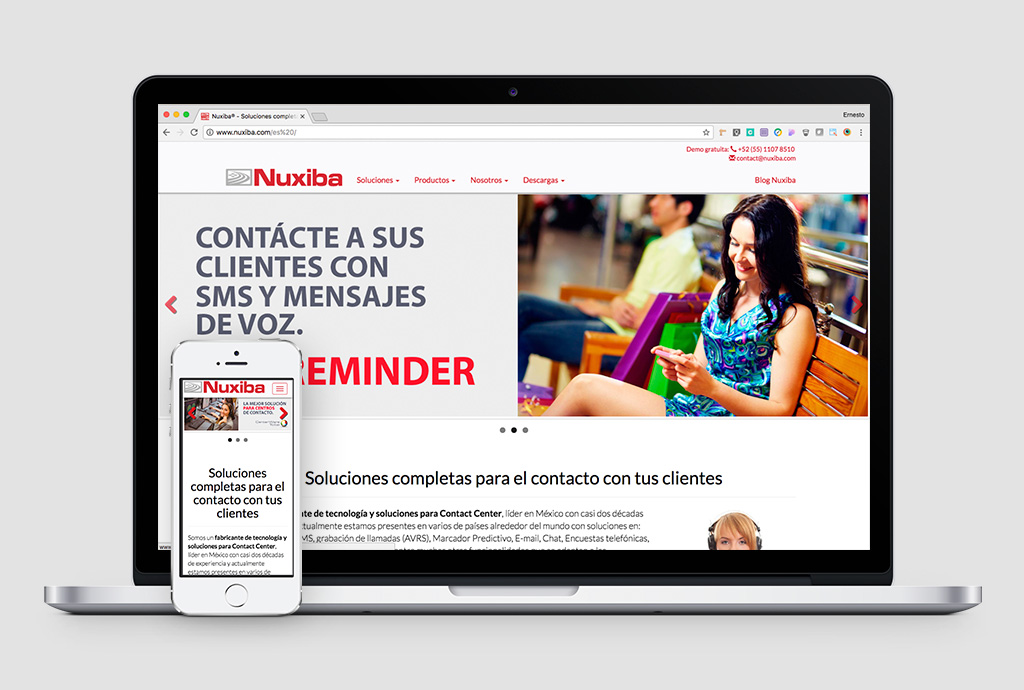 Nuxiba® - Soluciones complet
Ernesto
www.nuxiba.com/es%20/
Demo gratuita: +52 (55) 1107 8510
contact@nuxiba.com
Nuxiba
Soluciones
Productos
Nosotros
Descargas
Blog Nuxiba
CONTÁCTE A SUS
CLIENTES CON
SMS Y MENSAJES
DE VOZ.
REMINDER
Soluciones completas para el contacto con tus clientes
nte de tecnología y soluciones para Contact Center, líder en México con casi dos décadas
ctualmente estamos presentes en varios de países alrededor del mundo con soluciones en:
MS, grabación de llamadas (AVRS), Marcador Predictivo, E-mail, Chat, Encuestas telefónicas,
www
Nuxiba
LA MEJOR SOLUCIÓN
PARA CENTROS
DE CONTACTO.
Soluciones
completas para el
contacto con tus
clientes
Somos un fabricante de tecnología y
soluciones para Contact Center,
líder en México con casi dos décadas
de experiencia y actualmente
estamos presentes en varios de